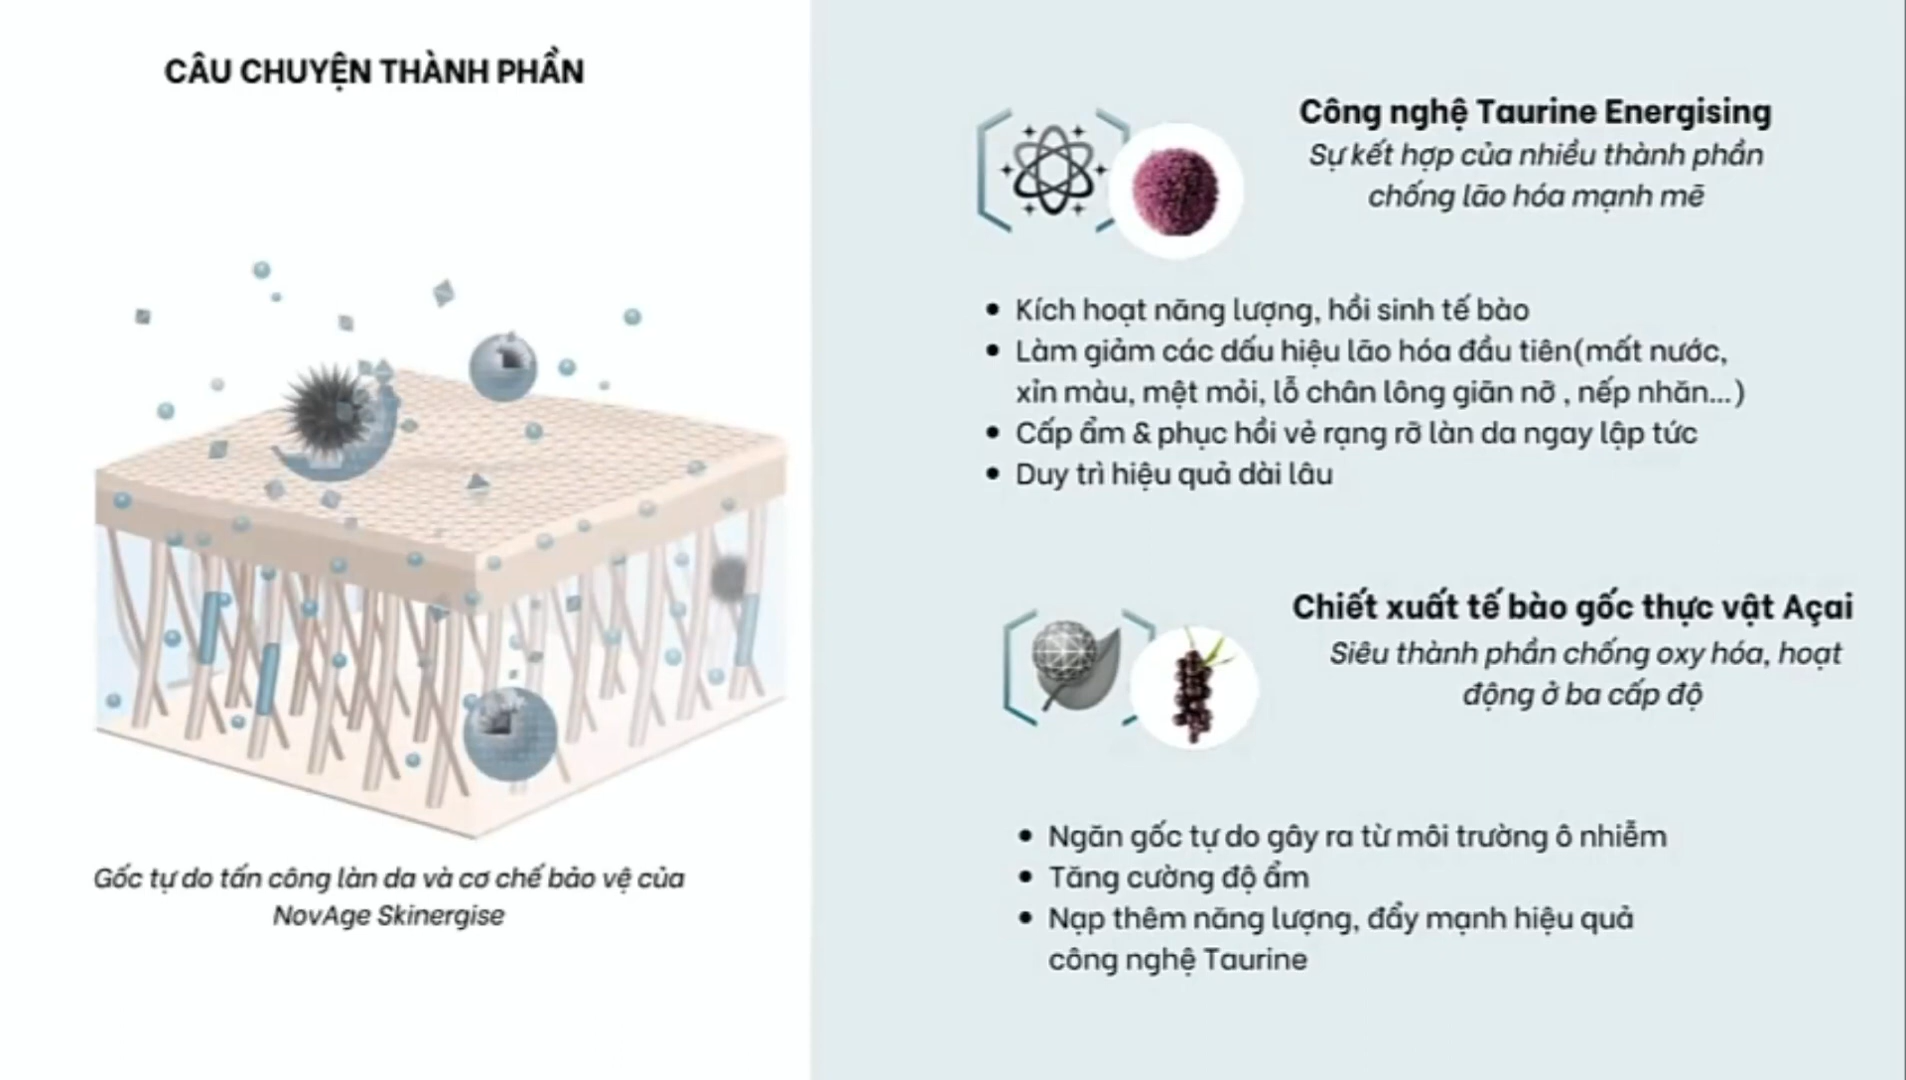 CÂU CHUYỆN THÀNH PHẦN
Gốc tự do tấn công làn da và cơ chế bảo vệ của
NovAge Skinergise
Công nghệ Taurine Energising
Sự kết hợp của nhiều thành phần
chống lão hóa mạnh mẽ
• Kích hoạt năng lượng, hồi sinh tế bào
• Làm giảm các dấu hiệu lão hóa đầu tiên(mất nước,
xỉn màu, mệt mỏi, lỗ chân lông giãn nỡ , nếp nhăn...)
• Cấp ẩm & phục hồi vẻ rạng rỡ làn da ngay lập tức
• Duy trì hiệu quả dài lâu
Chiết xuất tế bào gốc thực vật Açai
Siêu thành phần chống oxy hóa, hoạt
động ở ba cấp độ
• Ngăn gốc tự do gây ra từ môi trường ô nhiễm
• Tăng cường độ ẩm
• Nạp thêm năng lượng, đẩy mạnh hiệu quả
công nghệ Taurine